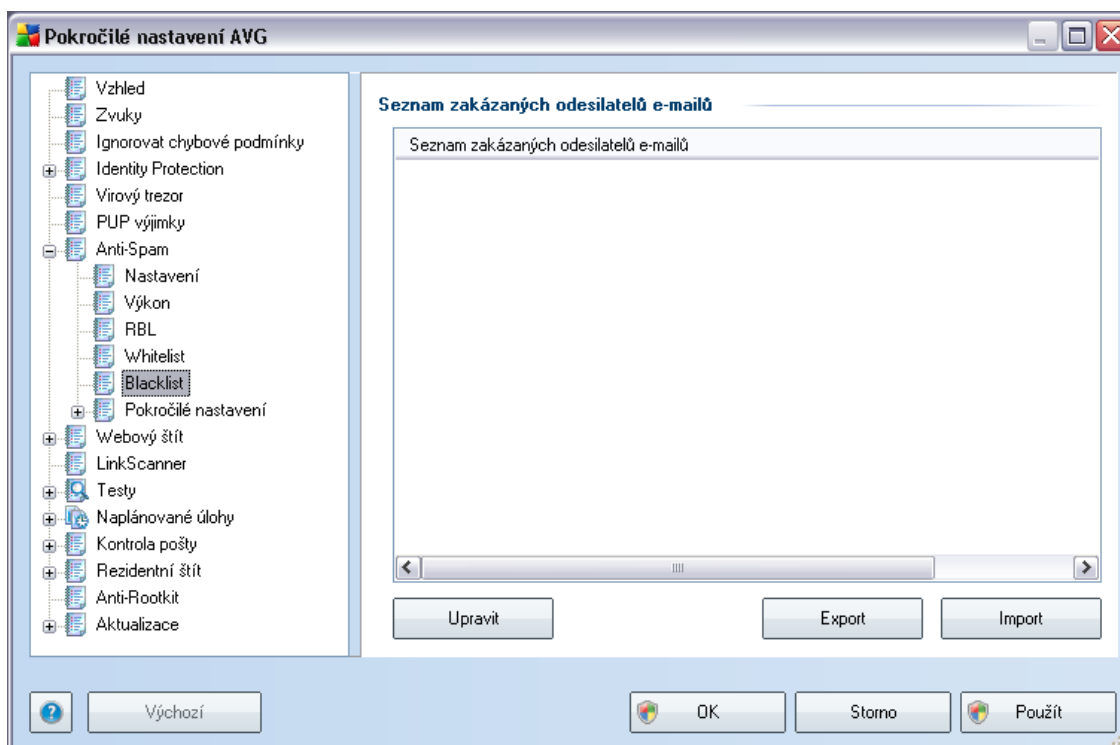 Pokročilé nastavení AVG
Vzhled
Zvuky
Ignorovat chybové podmínky
Identity Protection
Virový trezor
PUP výjimky
Anti-Spam
Nastavení
Výkon
RBL
Whitelist
Blacklist
Pokročilé nastavení
Webový štít
LinkScanner
Testy
Naplánované úlohy
Kontrola pošty
Rezidentní štít
Anti-Rootkit
Aktualizace
Seznam zakázaných odesilatelů e-mailů
Seznam zakázaných odesilatelů e-mailů
Upravit
Export
Import
?
Výchozí
OK
Storno
Použít